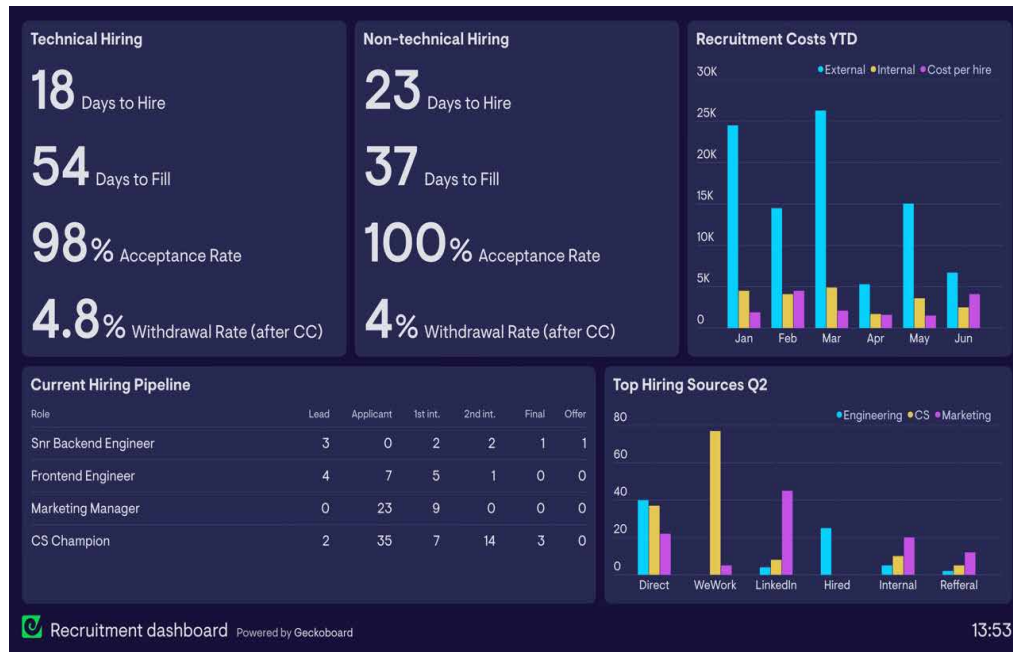 Technical Hiring
18 Days to Hire
54 Days to Fill
98% Acceptance Rate
4.8% Withdrawal Rate (after CC)
Non-technical Hiring
23 Days to Hire
37 Days to Fill
100% Acceptance Rate
4% Withdrawal Rate (after CC)
Recruitment Costs YTD
External Internal Cost per hire
30K
25K
20K
15K
10K
5K
0
Jan Feb Mar Apr May Jun
Current Hiring Pipeline
Role Lead Applicant 1st int. 2nd int. Final Offer
Snr Backend Engineer 3 0 2 2 1 1
Frontend Engineer 4 7 5 1 0 0
Marketing Manager 0 23 9 0 0 0
CS Champion 2 35 7 14 3 0
Top Hiring Sources Q2
Engineering CS Marketing
80
60
40
20
0
Direct WeWork LinkedIn Hired Internal Refferal
Recruitment dashboard Powered by Geckoboard
13:53